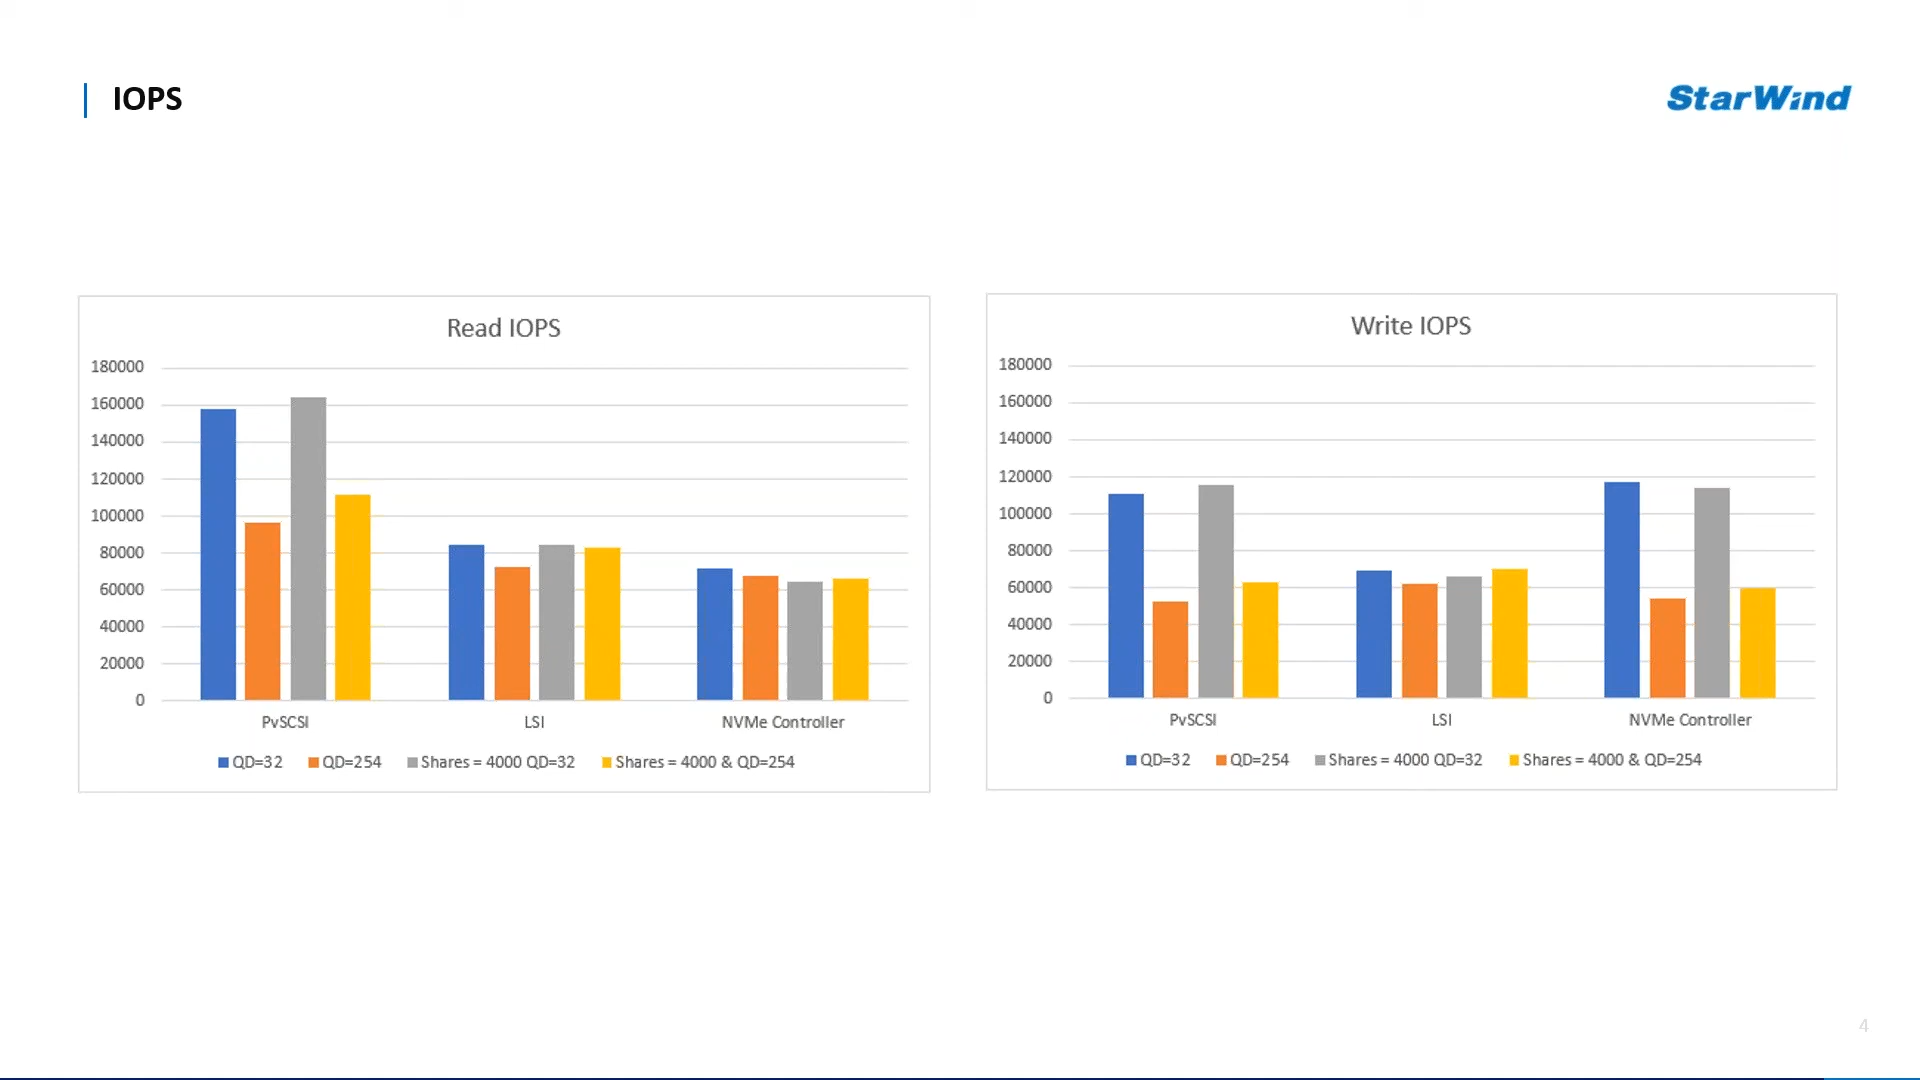 IOPS
StarWind
Read IOPS
180000
160000
140000
120000
100000
80000
60000
40000
20000
0
PvSCSI LSI NVMe Controller
QD=32 QD=254 Shares = 4000 QD=32 Shares = 4000 & QD=254
Write IOPS
180000
160000
140000
120000
100000
80000
60000
40000
20000
0
PvSCSI LSI NVMe Controller
QD=32 QD=254 Shares = 4000 QD=32 Shares = 4000 & QD=254
4